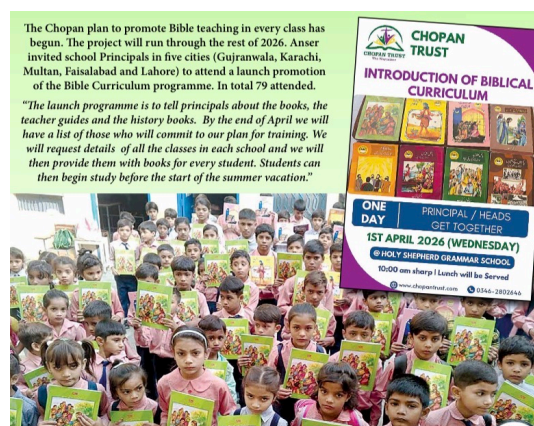 The Chopan plan to promote Bible teaching in every class has
begun. The project will run through the rest of 2026. Anser
invited school Principals in five cities (Gujranwala, Karachi,
Multan, Faisalabad and Lahore) to attend a launch promotion
of the Bible Curriculum programme. In total 79 attended.
"The launch programme is to tell principals about the books, the
teacher guides and the history books. By the end of April we will
have a list of those who will commit to our plan for training. We
will request details of all the classes in each school and we will
then provide them with books for every student. Students can
then begin study before the start of the summer vacation."
CHOPAN TRUST
CHOPAN
TRUST
INTRODUCTION OF BIBLICAL
CURRICULUM
ONE
DAY
PRINCIPAL / HEADS
GET TOGETHER
1ST APRIL 2026 (WEDNESDAY)
@ HOLY SHEPHERD GRAMMAR SCHOOL
10:00 am sharp | Lunch will be Served
www.chopantrust.com
0346-2802646